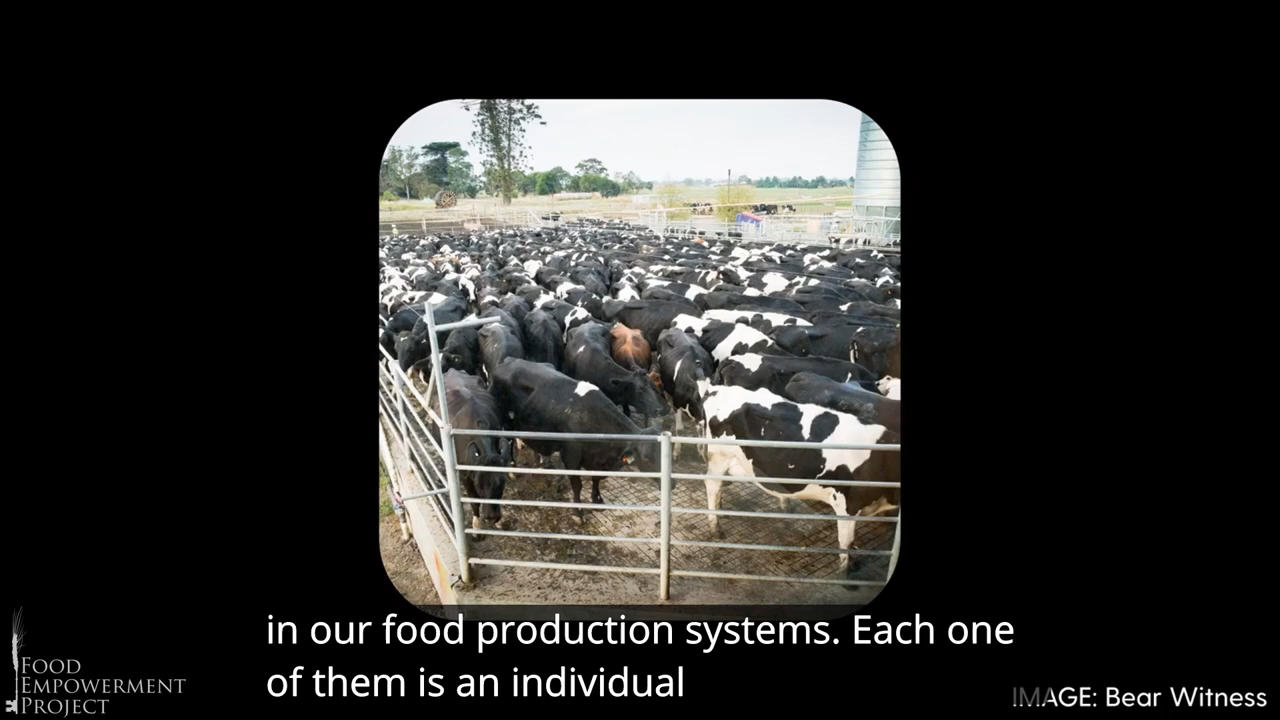 in our food production systems. Each one
of them is an individual
FOOD
EMPOWERMENT
PROJECT
IMAGE: Bear Witness